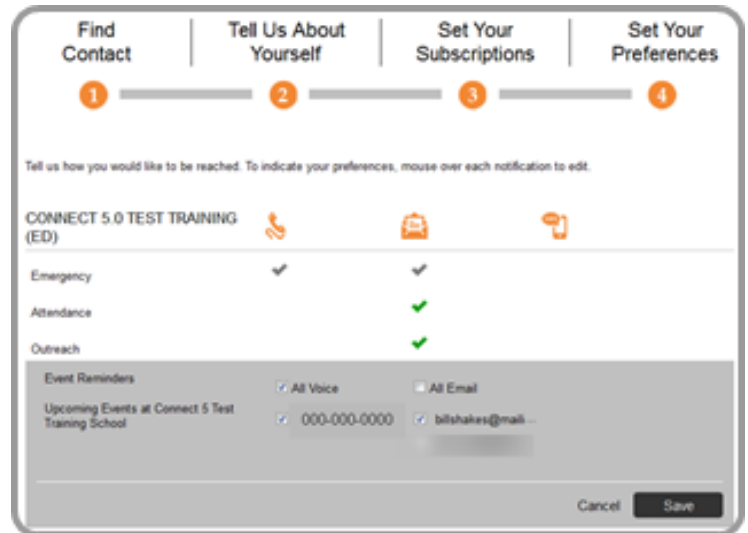 Find Contact
Tell Us About Yourself
Set Your Subscriptions
Set Your Preferences
1
2
3
4
Tell us how you would like to be reached. To indicate your preferences, mouse over each notification to edit.
CONNECT 5.0 TEST TRAINING
(ED)
Emergency
Attendance
Outreach
Event Reminders
All Voice
All Email
Upcoming Events at Connect 5 Test
Training School
000-000-0000
billshakes@maili...
Cancel
Save